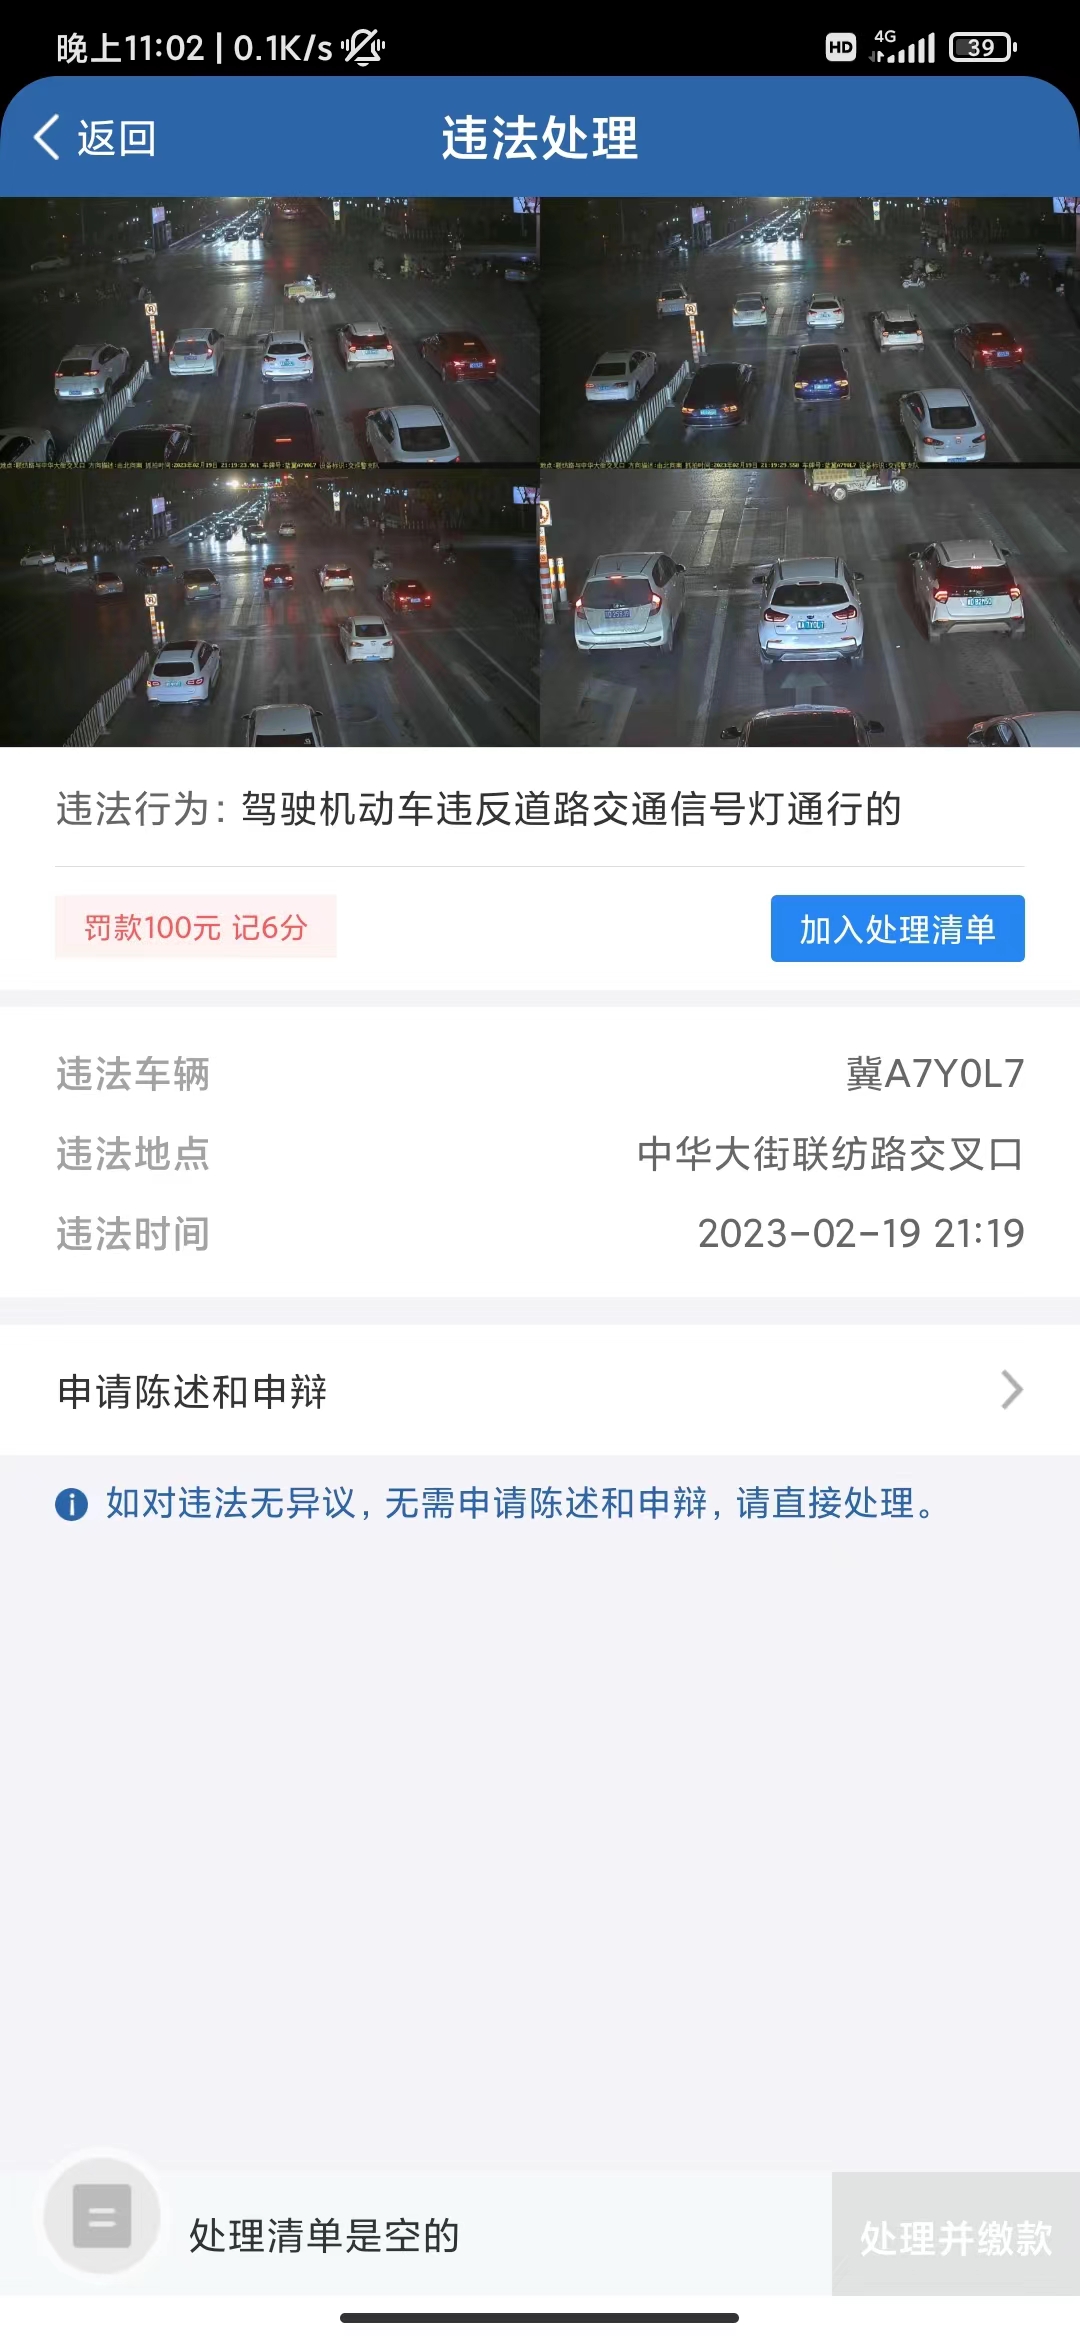 晚上11:02 | 0.1K/s
HD 4G 39
返回
违法处理
违法行为：驾驶机动车违反道路交通信号灯通行的
罚款100元 记6分
加入处理清单
违法车辆
冀A7Y0L7
违法地点
中华大街联纺路交叉口
违法时间
2023-02-19 21:19
申请陈述和申辩
如对违法无异议，无需申请陈述和申辩，请直接处理。
处理清单是空的
处理并缴款